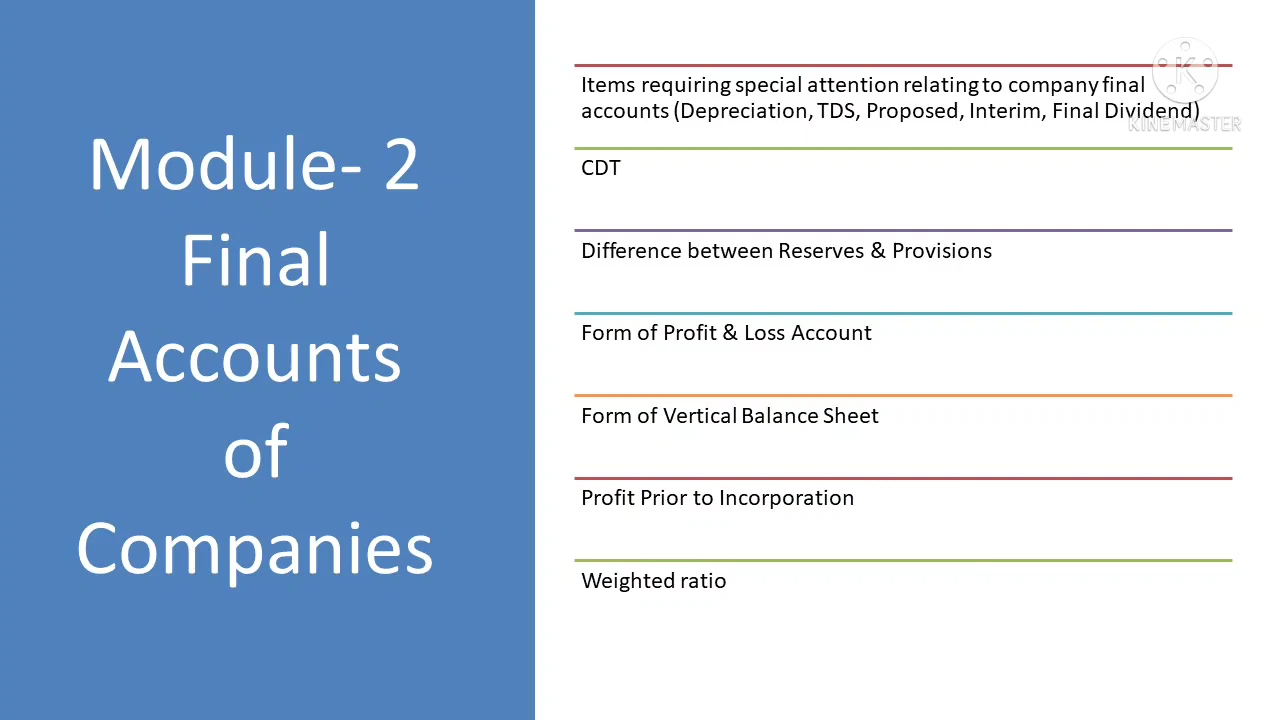 Module- 2
Final
Accounts
of
Companies
Items requiring special attention relating to company final
accounts (Depreciation, TDS, Proposed, Interim, Final Dividend)
CDT
Difference between Reserves & Provisions
Form of Profit & Loss Account
Form of Vertical Balance Sheet
Profit Prior to Incorporation
Weighted ratio
K
KINEMASTER